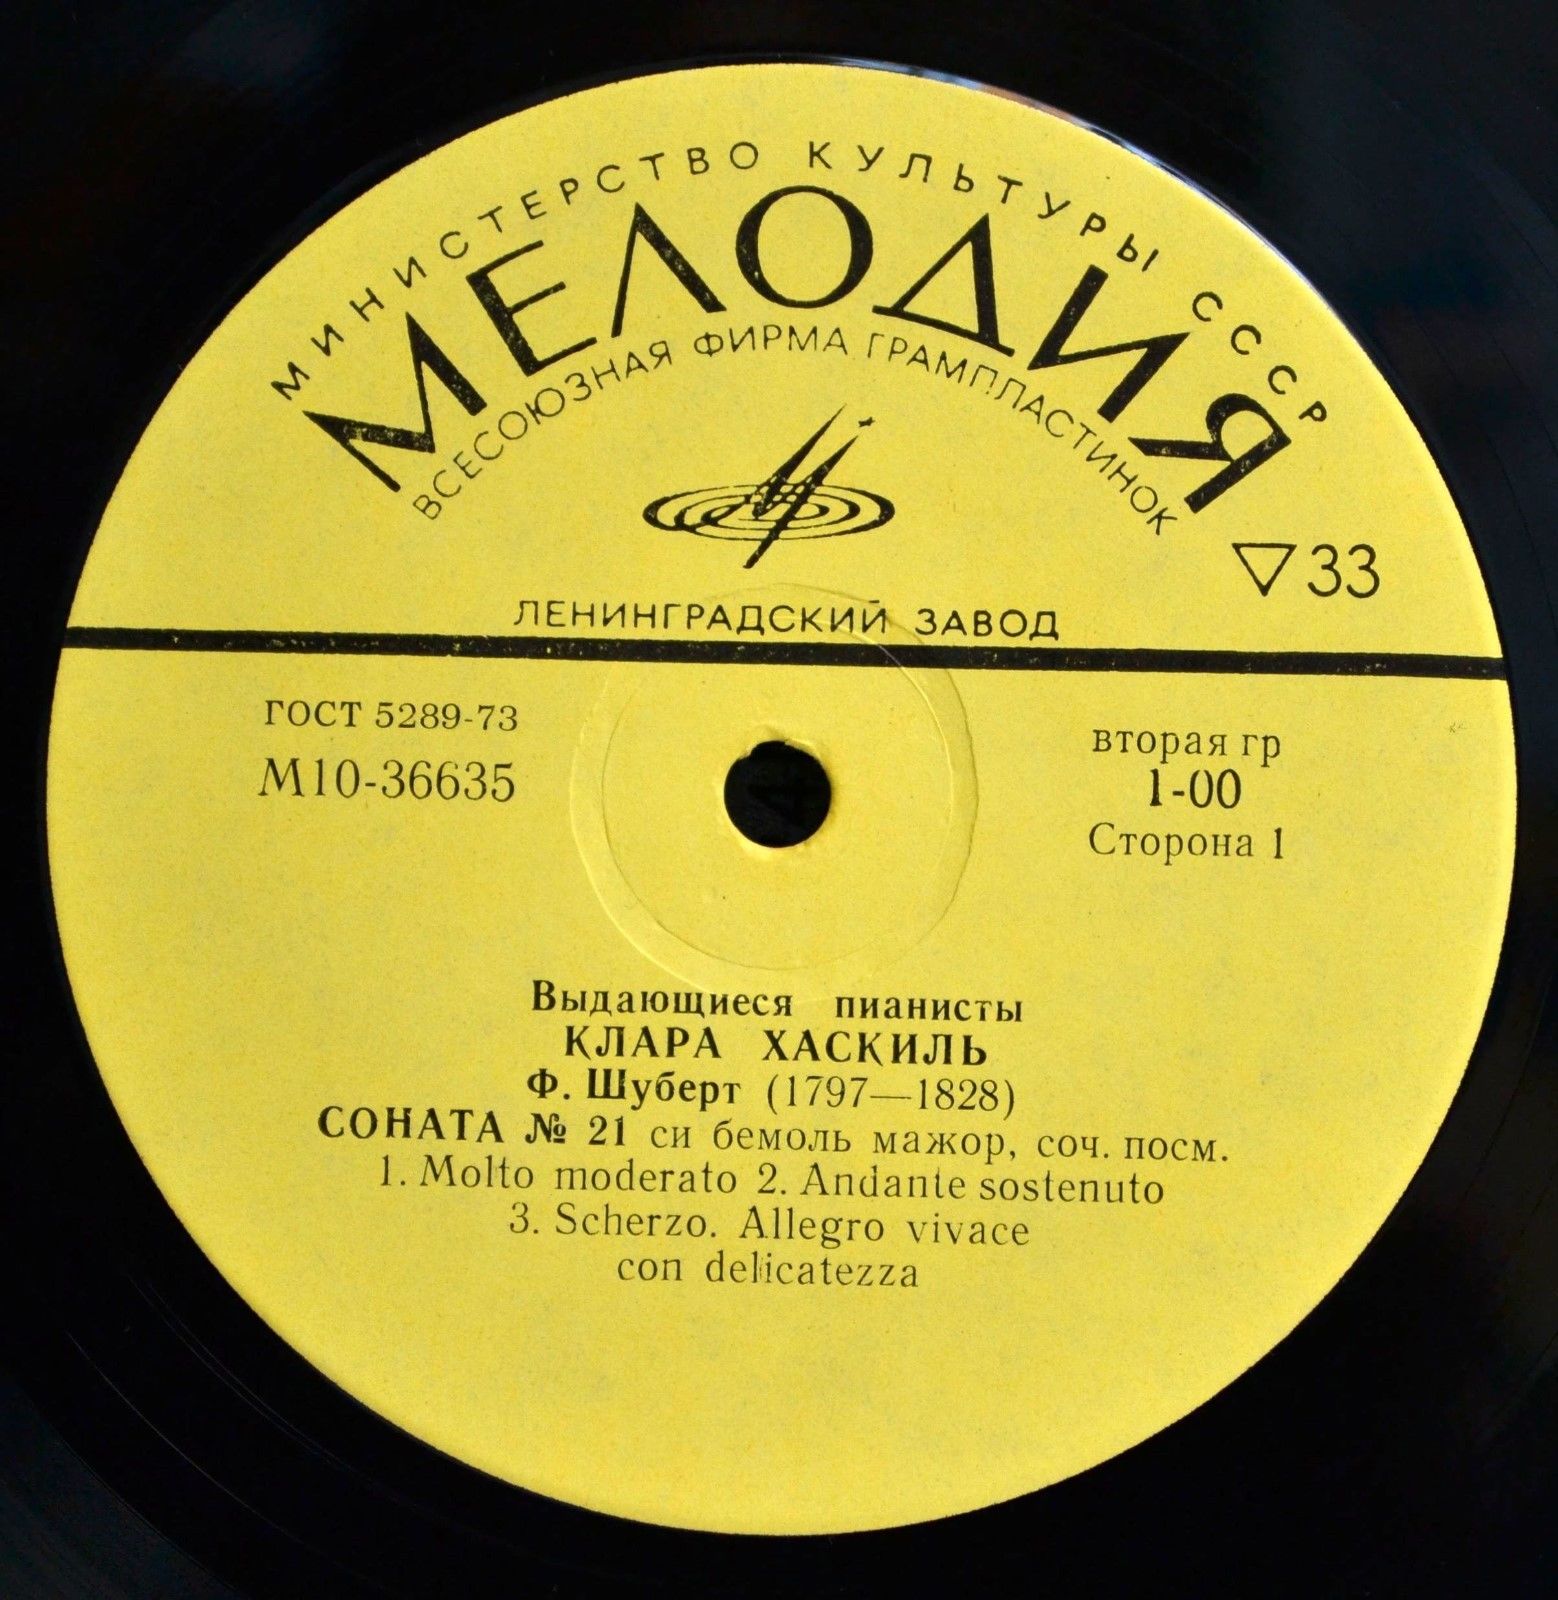 МИНИСТЕРСТВО КУЛЬТУРЫ СССР
МЕЛОДИЯ
ВСЕСОЮЗНАЯ ФИРМА ГРАМПЛАСТИНОК
33
ЛЕНИНГРАДСКИЙ ЗАВОД
ГОСТ 5289-73
М10-36635
вторая гр
1-00
Сторона 1
Выдающиеся пианисты
КЛАРА ХАСКИЛЬ
Ф. Шуберт (1797—1828)
СОНАТА № 21 си бемоль мажор, соч. посм.
1. Molto moderato 2. Andante sostenuto
3. Scherzo. Allegro vivace
con delicatezza